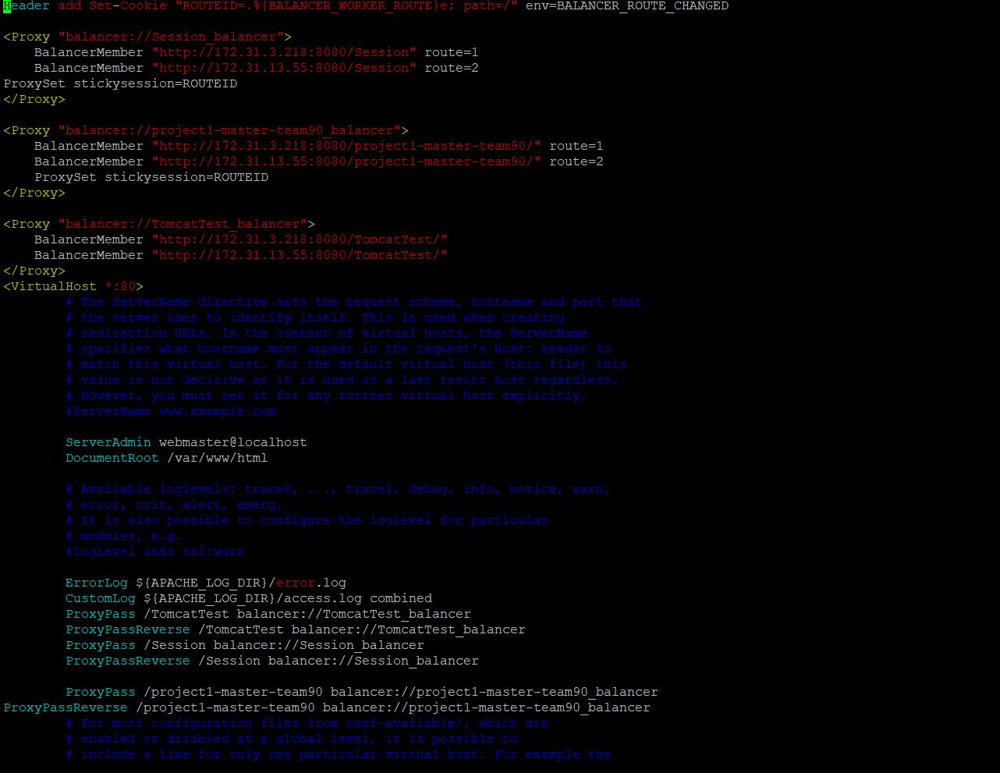 Header add Set-Cookie "ROUTEID=.%{BALANCER_WORKER_ROUTE}e; path=/" env=BALANCER_ROUTE_CHANGED
<Proxy "balancer://Session_balancer">
BalancerMember "http://172.31.3.218:8080/Session" route=1
BalancerMember "http://172.31.13.55:8080/Session" route=2
ProxySet stickysession=ROUTEID
</Proxy>
<Proxy "balancer://project1-master-team90_balancer">
BalancerMember "http://172.31.3.218:8080/project1-master-team90/" route=1
BalancerMember "http://172.31.13.55:8080/project1-master-team90/" route=2
ProxySet stickysession=ROUTEID
</Proxy>
<Proxy "balancer://TomcatTest_balancer">
BalancerMember "http://172.31.3.218:8080/TomcatTest/"
BalancerMember "http://172.31.13.55:8080/TomcatTest/"
</Proxy>
<VirtualHost *:80>
# The ServerName directive sets the request scheme, hostname and port that
# the server uses to identify itself. This is used when creating
# redirection URLs. In the context of virtual hosts, the ServerName
# specifies what hostname must appear in the request's Host: header to
# match this virtual host. For the default virtual host (this file) this
# value is not decisive as it is used as a last resort host regardless.
# However, you must set it for any further virtual host explicitly.
#ServerName www.example.com
ServerAdmin webmaster@localhost
DocumentRoot /var/www/html
# Available loglevels: trace8, ..., trace1, debug, info, notice, warn,
# error, crit, alert, emerg.
# It is also possible to configure the loglevel for particular
# modules, e.g.
#LogLevel info ssl:warn
ErrorLog ${APACHE_LOG_DIR}/error.log
CustomLog ${APACHE_LOG_DIR}/access.log combined
ProxyPass /TomcatTest balancer://TomcatTest_balancer
ProxyPassReverse /TomcatTest balancer://TomcatTest_balancer
ProxyPass /Session balancer://Session_balancer
ProxyPassReverse /Session balancer://Session_balancer
ProxyPass /project1-master-team90 balancer://project1-master-team90_balancer
ProxyPassReverse /project1-master-team90 balancer://project1-master-team90_balancer
# For most configuration files from conf-available/, which are
# enabled or disabled at a global level, it is possible to
# include a line for only one particular virtual host. For example the